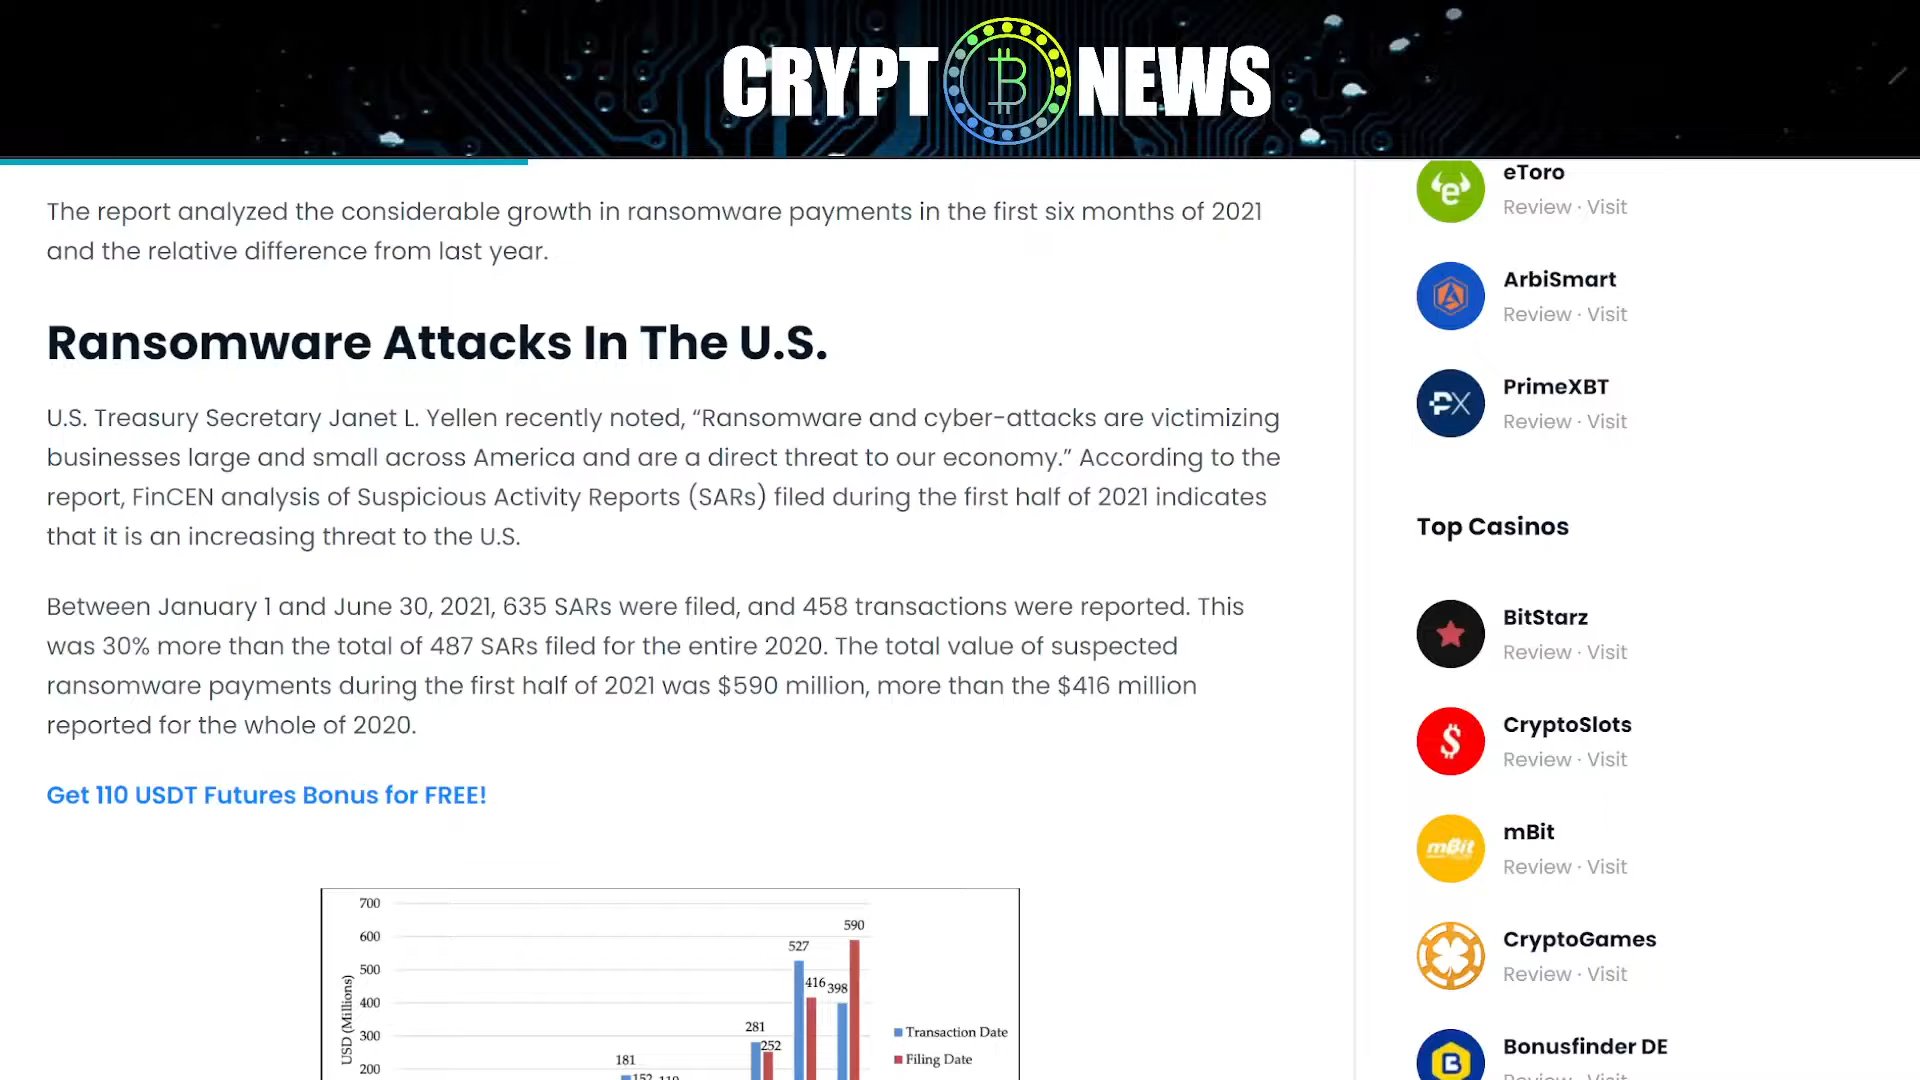 CRYPT NEWS
The report analyzed the considerable growth in ransomware payments in the first six months of 2021
and the relative difference from last year.
Ransomware Attacks In The U.S.
U.S. Treasury Secretary Janet L. Yellen recently noted, “Ransomware and cyber-attacks are victimizing
businesses large and small across America and are a direct threat to our economy.” According to the
report, FinCEN analysis of Suspicious Activity Reports (SARs) filed during the first half of 2021 indicates
that it is an increasing threat to the U.S.
Between January 1 and June 30, 2021, 635 SARs were filed, and 458 transactions were reported. This
was 30% more than the total of 487 SARs filed for the entire 2020. The total value of suspected
ransomware payments during the first half of 2021 was $590 million, more than the $416 million
reported for the whole of 2020.
Get 110 USDT Futures Bonus for FREE!
700
600
500
400
300
200
USD (Millions)
181
152
281
252
527
416
398
590
Transaction Date
Filing Date
eToro
Review · Visit
ArbiSmart
Review · Visit
PrimeXBT
Review · Visit
Top Casinos
BitStarz
Review · Visit
CryptoSlots
Review · Visit
mBit
mBit
Review · Visit
CryptoGames
Review · Visit
Bonusfinder DE